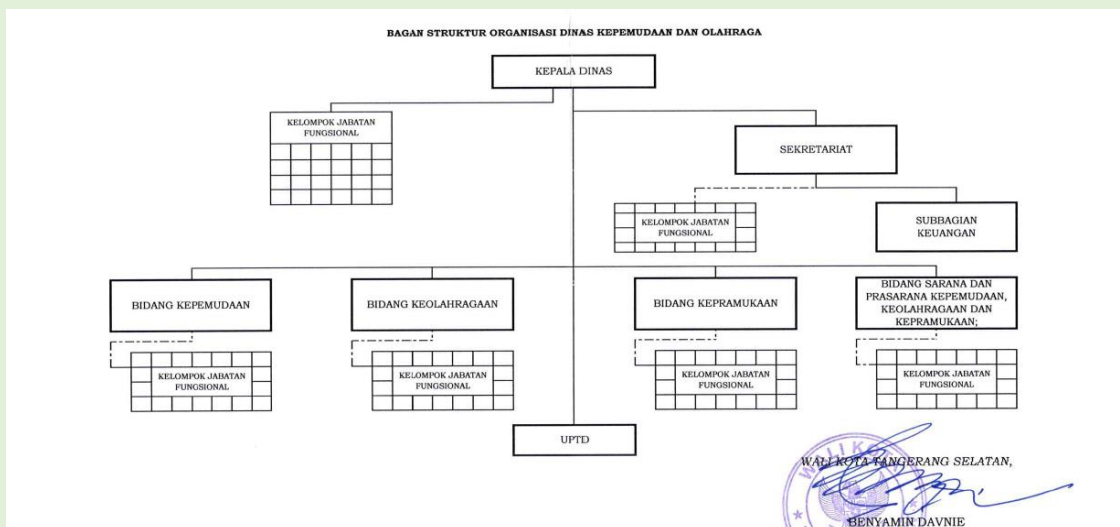 BAGAN STRUKTUR ORGANISASI DINAS KEPEMUDAAN DAN OLAHRAGA
KEPALA DINAS
KELOMPOK JABATAN
FUNGSIONAL
SEKRETARIAT
KELOMPOK JABATAN
FUNGSIONAL
SUBBAGIAN
KEUANGAN
BIDANG KEPEMUDAAN
BIDANG KEOLAHRAGAAN
BIDANG KEPRAMUKAAN
BIDANG SARANA DAN
PRASARANA KEPEMUDAAN,
KEOLAHRAGAAN DAN
KEPRAMUKAAN;
KELOMPOK JABATAN
FUNGSIONAL
KELOMPOK JABATAN
FUNGSIONAL
KELOMPOK JABATAN
FUNGSIONAL
KELOMPOK JABATAN
FUNGSIONAL
UPTD
WALI KOTA TANGERANG SELATAN,
WALI KOTA
BENYAMIN DAVNIE